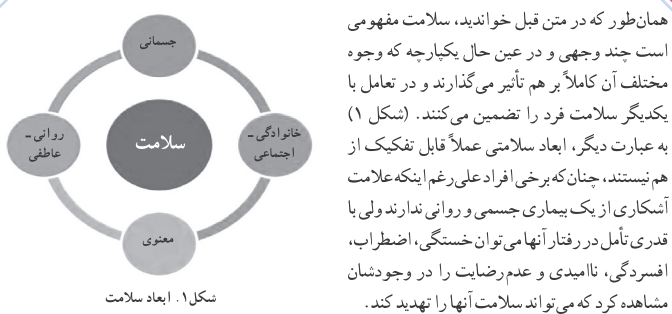 همان‌طور که در متن قبل خواندید، سلامت مفهومی
است چند وجهی و در عین حال یکپارچه که وجوه
مختلف آن کاملاً بر هم تأثیر می‌گذارند و در تعامل با
یکدیگر سلامت فرد را تضمین می‌کنند. (شکل ۱)
به عبارت دیگر، ابعاد سلامتی عملاً قابل تفکیک از
هم نیستند، چنان‌که برخی افراد علی‌رغم اینکه علامت
آشکاری از یک بیماری جسمی و روانی ندارند ولی با
قدری تأمل در رفتار آنها می‌توان خستگی، اضطراب،
افسردگی، ناامیدی و عدم‌رضایت را در وجودشان
مشاهده کرد که می‌تواند سلامت آنها را تهدید کند.
جسمانی
خانوادگی-
اجتماعی
سلامت
روانی-
عاطفی
معنوی
شکل۱. ابعاد سلامت